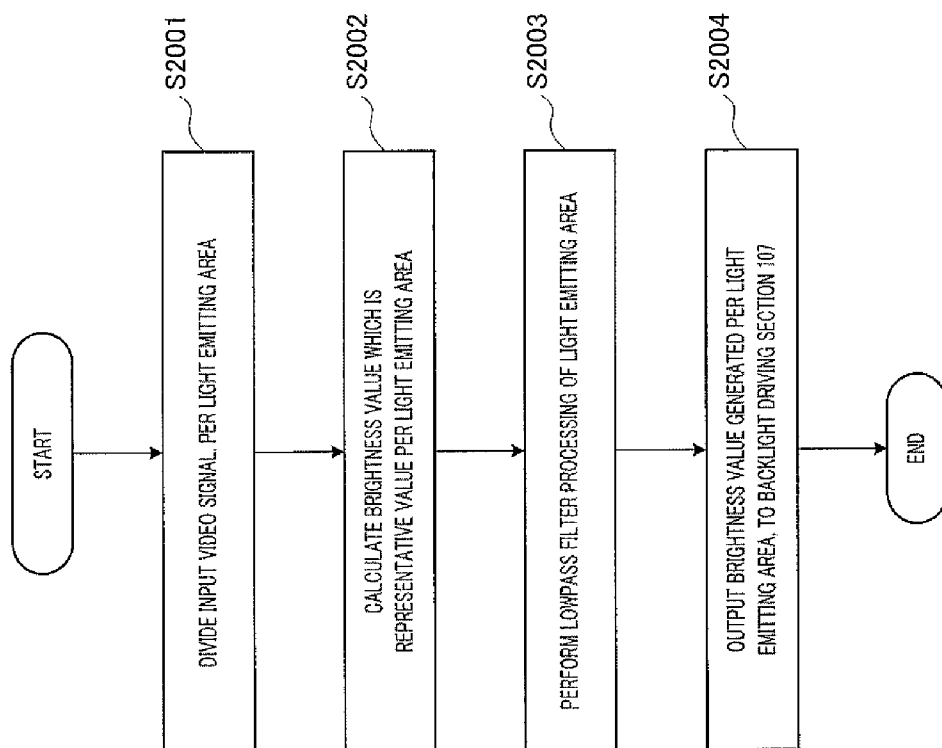 START
DIVIDE INPUT VIDEO SIGNAL, PER LIGHT EMITTING AREA
S2001
CALCULATE BRIGHTNESS VALUE WHICH IS
REPRESENTATIVE VALUE PER LIGHT EMITTING AREA
S2002
PERFORM LOWPASS FILTER PROCESSING OF LIGHT EMITTING AREA
S2003
OUTPUT BRIGHTNESS VALUE GENERATED PER LIGHT
EMITTING AREA, TO BACKLIGHT DRIVING SECTION 107
S2004
END